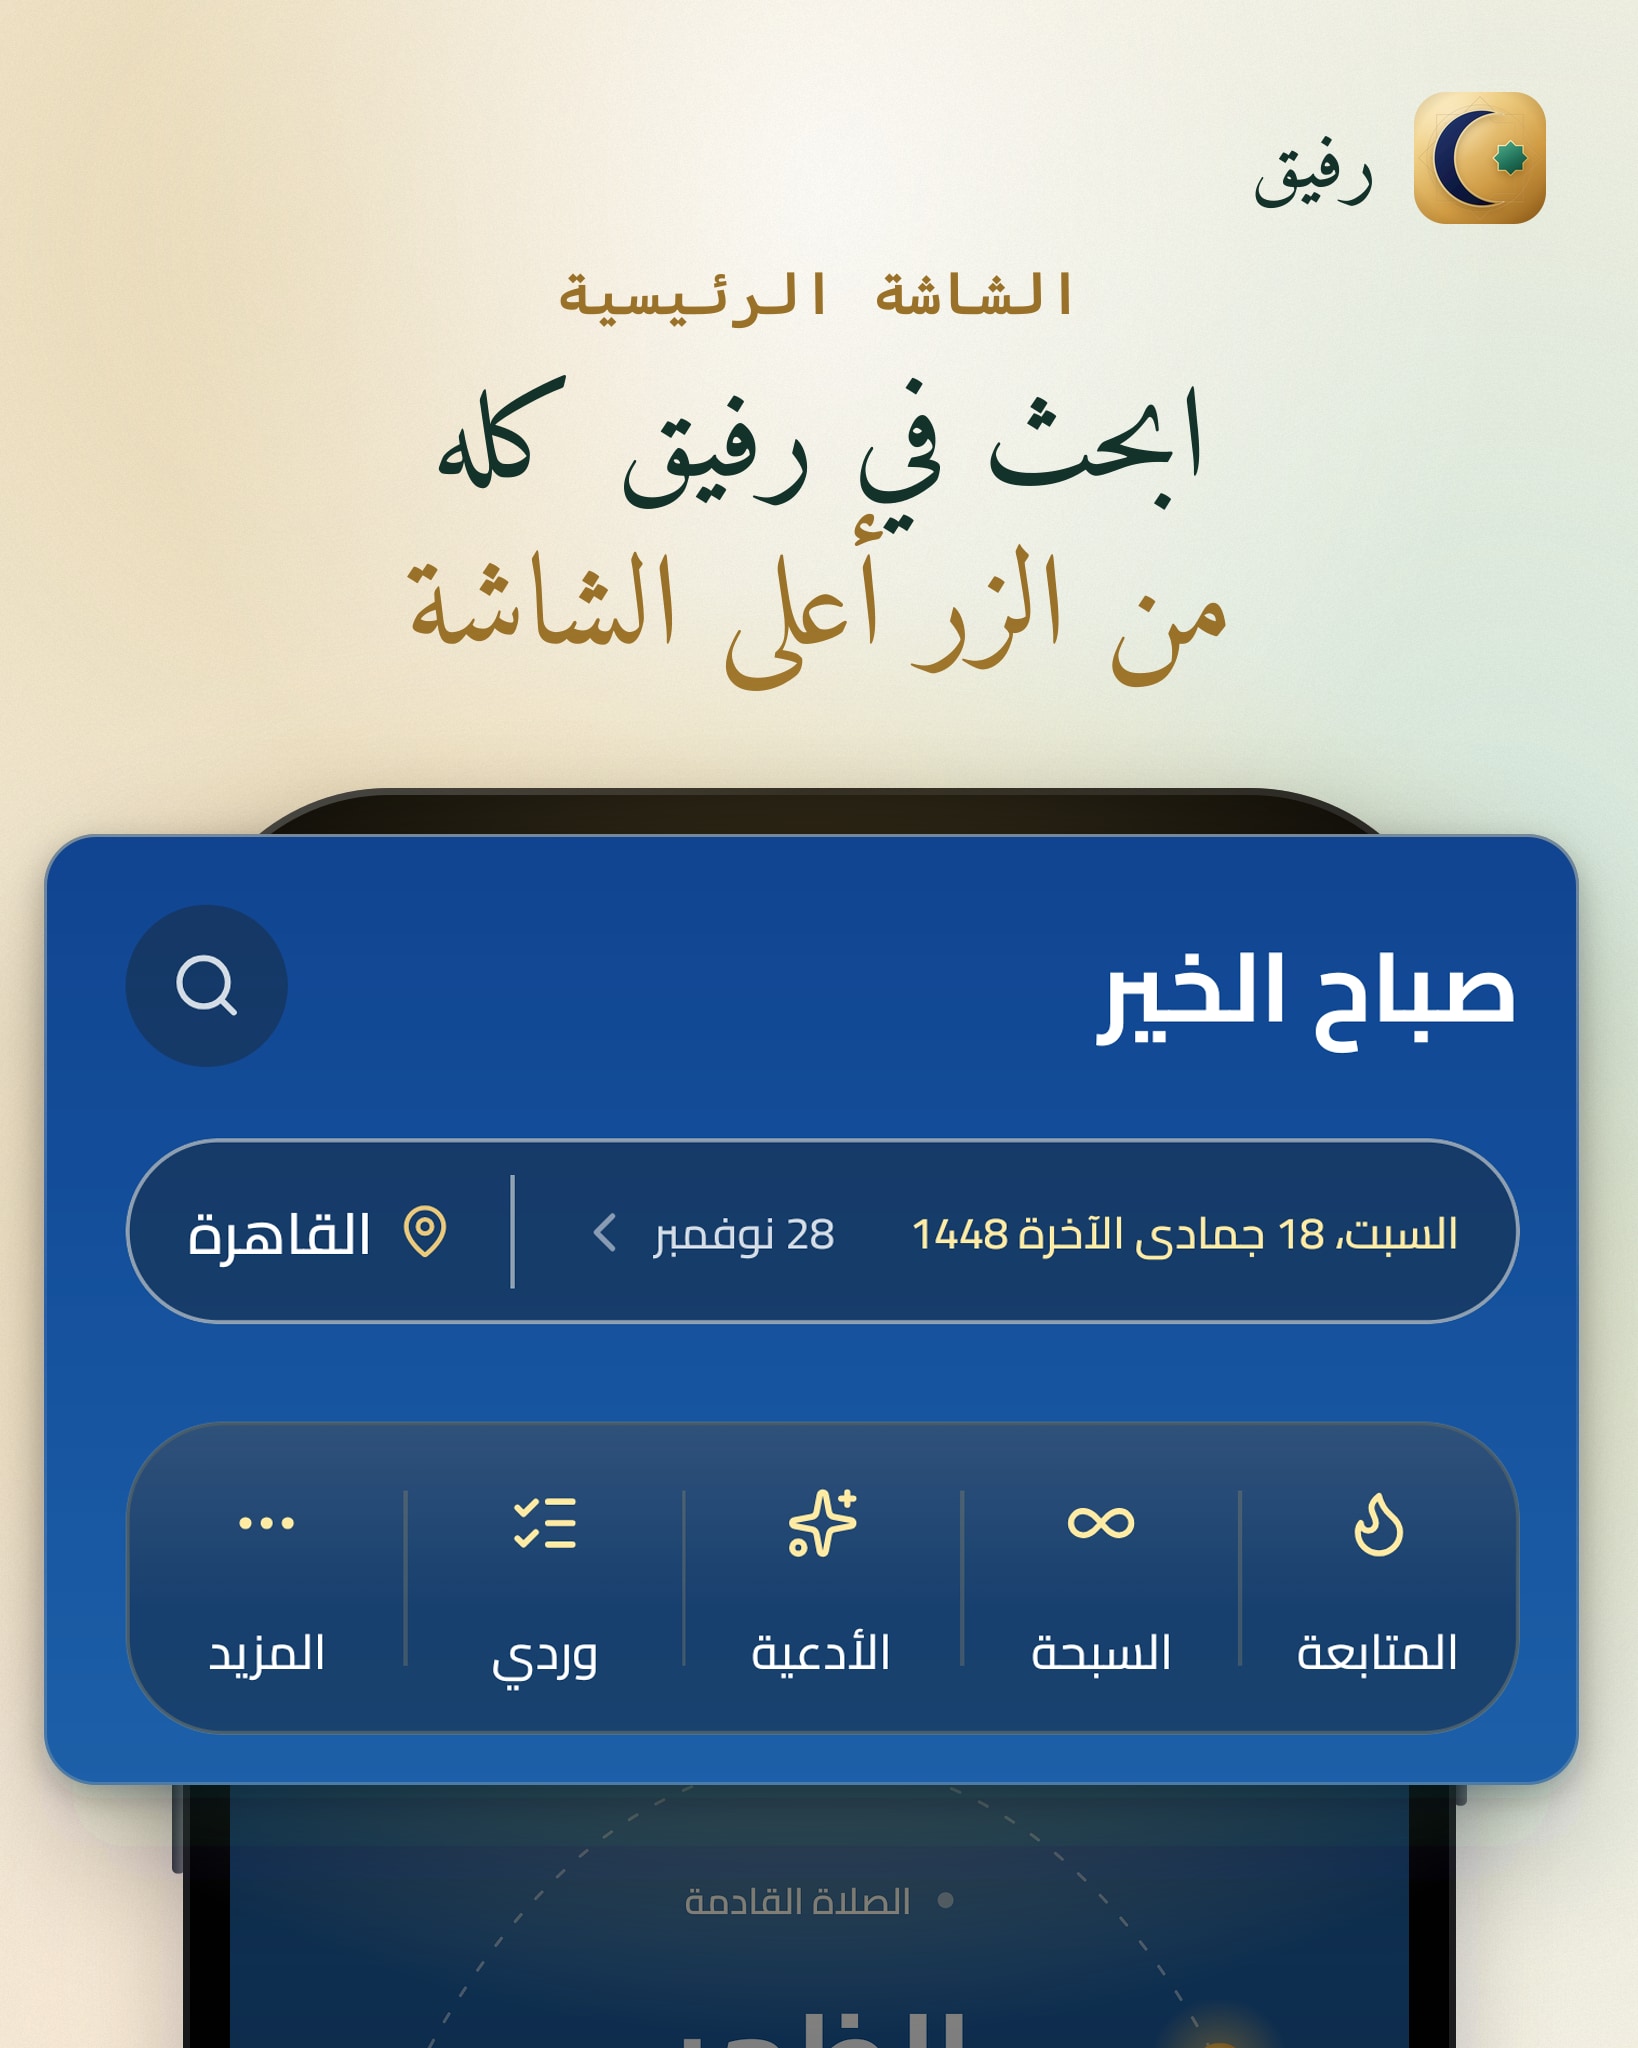 رفيق
الشاشة الرئيسية
ابحث في رفيق كله
من الزر أعلى الشاشة
صباح الخير
السبت، 18 جمادى الآخرة 1448 28 نوفمبر القاهرة
المتابعة السبحة الأدعية وردي المزيد
الصلاة القادمة